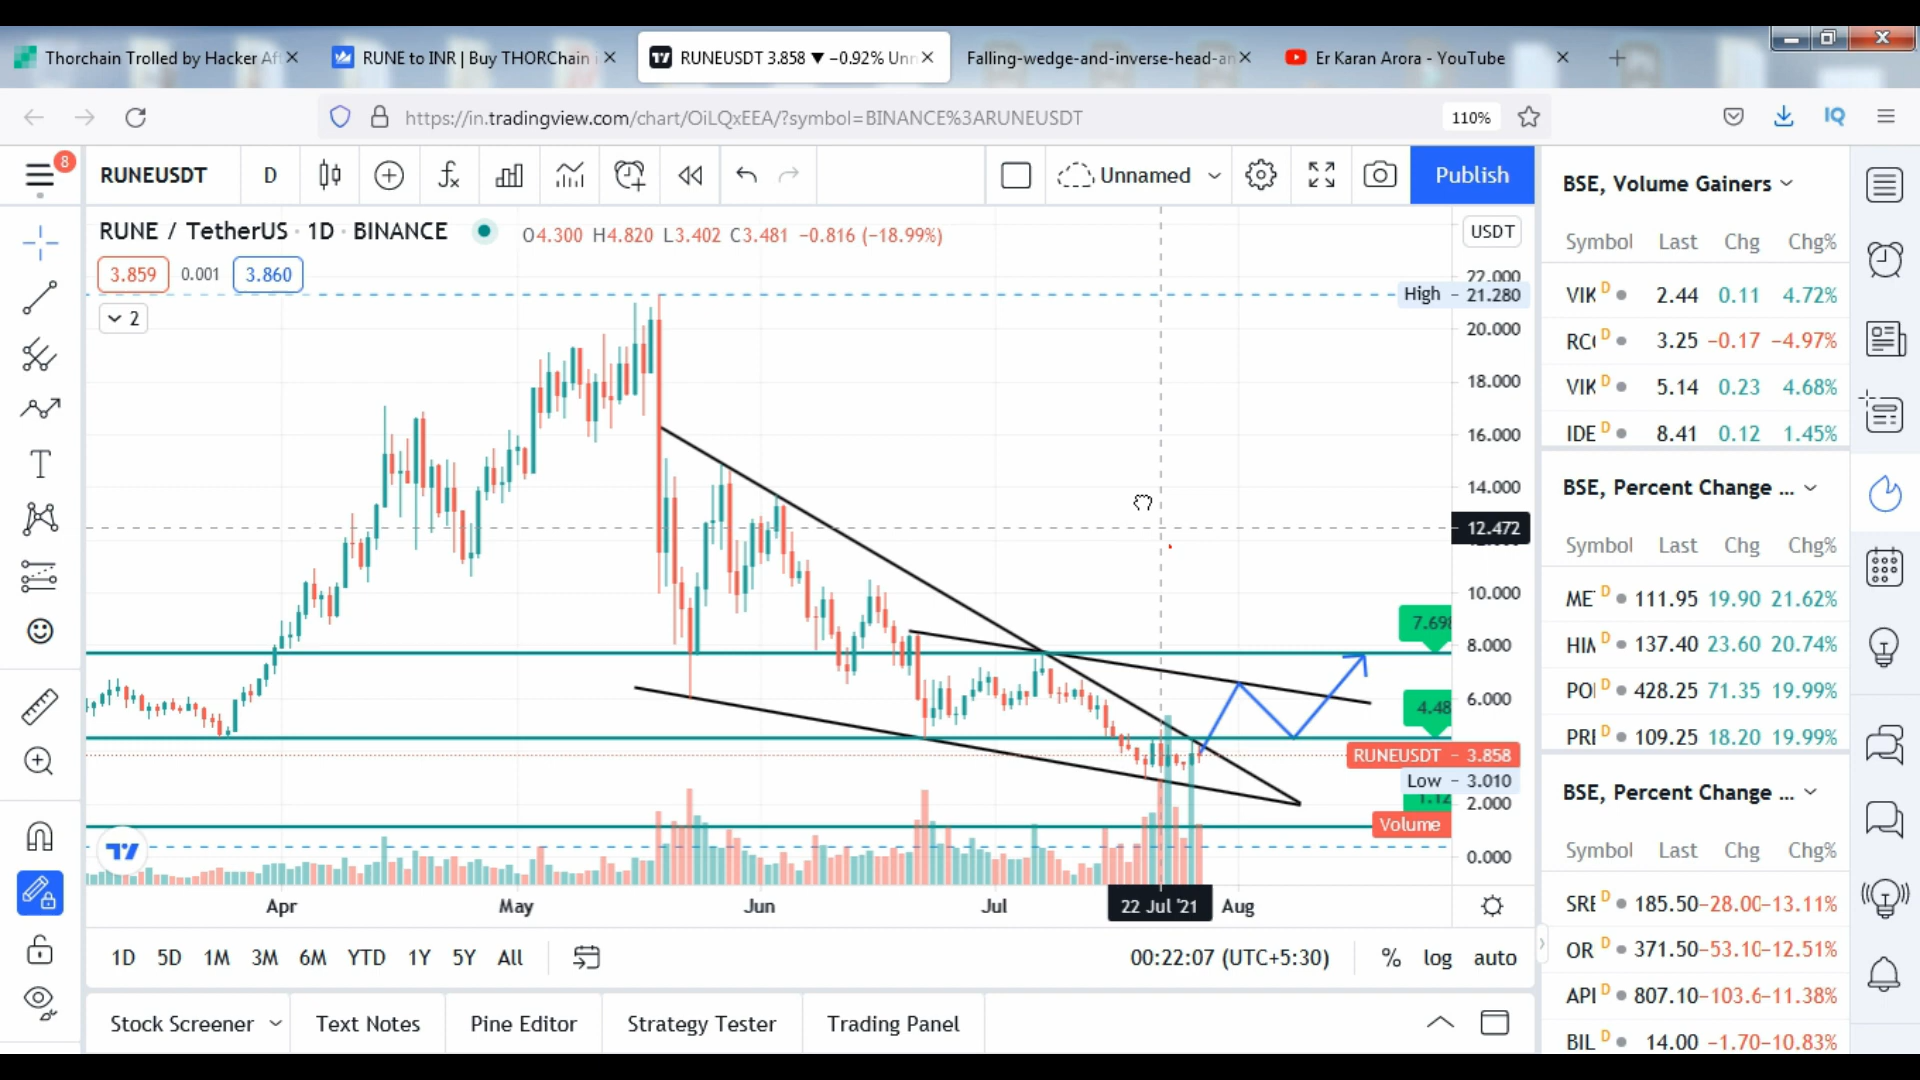 Thorchain Trolled by Hacker Af
RUNE to INR | Buy THORChain
RUNEUSDT 3.858 ▼ −0.92% Unn
Falling-wedge-and-inverse-head-an
Er Karan Arora - YouTube
https://in.tradingview.com/chart/OiLQxEEA/?symbol=BINANCE%3ARUNEUSDT
110%
IQ
8
RUNEUSDT
D
Unnamed
Publish
RUNE / TetherUS · 1D · BINANCE
O4.300 H4.820 L3.402 C3.481 −0.816 (−18.99%)
USDT
3.859 0.001 3.860
2
22.000
High - 21.280
20.000
18.000
16.000
14.000
12.472
10.000
7.698
8.000
6.000
4.48
RUNEUSDT - 3.858
Low - 3.010
1.12
2.000
Volume
0.000
Apr May Jun Jul 22 Jul '21 Aug
1D 5D 1M 3M 6M YTD 1Y 5Y All
00:22:07 (UTC+5:30)
% log auto
Stock Screener
Text Notes
Pine Editor
Strategy Tester
Trading Panel
BSE, Volume Gainers
Symbol Last Chg Chg%
VIK D 2.44 0.11 4.72%
RC D 3.25 −0.17 −4.97%
VIK D 5.14 0.23 4.68%
IDE D 8.41 0.12 1.45%
BSE, Percent Change ...
Symbol Last Chg Chg%
ME D 111.95 19.90 21.62%
HIM D 137.40 23.60 20.74%
PO D 428.25 71.35 19.99%
PRI D 109.25 18.20 19.99%
BSE, Percent Change ...
Symbol Last Chg Chg%
SRE D 185.50 −28.00 −13.11%
OR D 371.50 −53.10 −12.51%
API D 807.10 −103.6 −11.38%
BIL D 14.00 −1.70 −10.83%